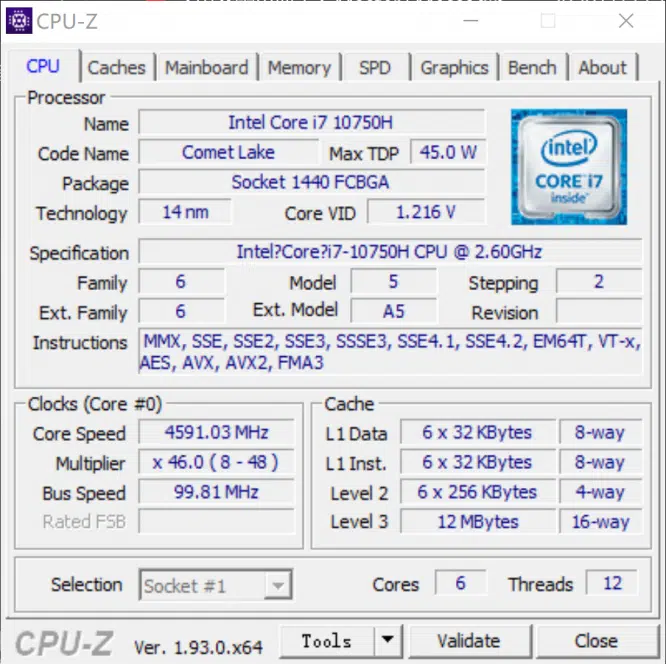 CPU-Z
CPU Caches Mainboard Memory SPD Graphics Bench About
Processor
Name Intel Core i7 10750H
Code Name Comet Lake Max TDP 45.0 W
Package Socket 1440 FCBGA
Technology 14 nm Core VID 1.216 V
intel
CORE i7
inside
Specification Intel?Core?i7-10750H CPU @ 2.60GHz
Family 6 Model 5 Stepping 2
Ext. Family 6 Ext. Model A5 Revision
Instructions MMX, SSE, SSE2, SSE3, SSSE3, SSE4.1, SSE4.2, EM64T, VT-x,
AES, AVX, AVX2, FMA3
Clocks (Core #0) Cache
Core Speed 4591.03 MHz L1 Data 6 x 32 KBytes 8-way
Multiplier x 46.0 ( 8 - 48 ) L1 Inst. 6 x 32 KBytes 8-way
Bus Speed 99.81 MHz Level 2 6 x 256 KBytes 4-way
Rated FSB Level 3 12 MBytes 16-way
Selection Socket #1 Cores 6 Threads 12
CPU-Z Ver. 1.93.0.x64 Tools Validate Close